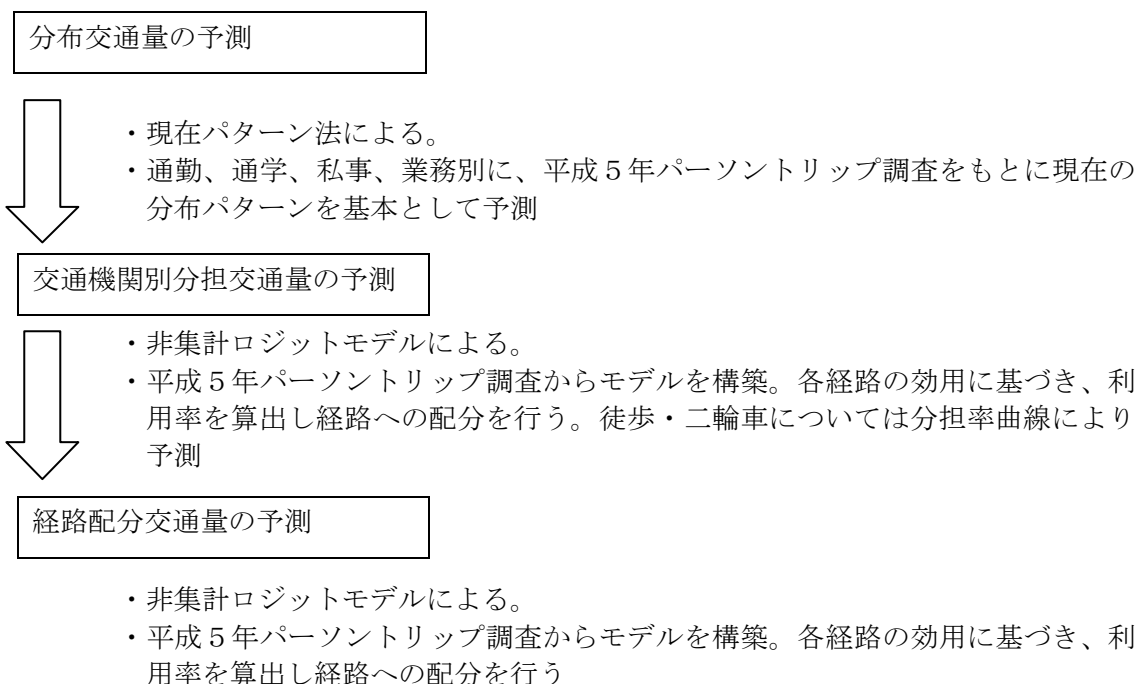 分布交通量の予測
・現在パターン法による。
・通勤、通学、私事、業務別に、平成５年パーソントリップ調査をもとに現在の
分布パターンを基本として予測
交通機関別分担交通量の予測
・非集計ロジットモデルによる。
・平成５年パーソントリップ調査からモデルを構築。各経路の効用に基づき、利
用率を算出し経路への配分を行う。徒歩・二輪車については分担率曲線により
予測
経路配分交通量の予測
・非集計ロジットモデルによる。
・平成５年パーソントリップ調査からモデルを構築。各経路の効用に基づき、利
用率を算出し経路への配分を行う